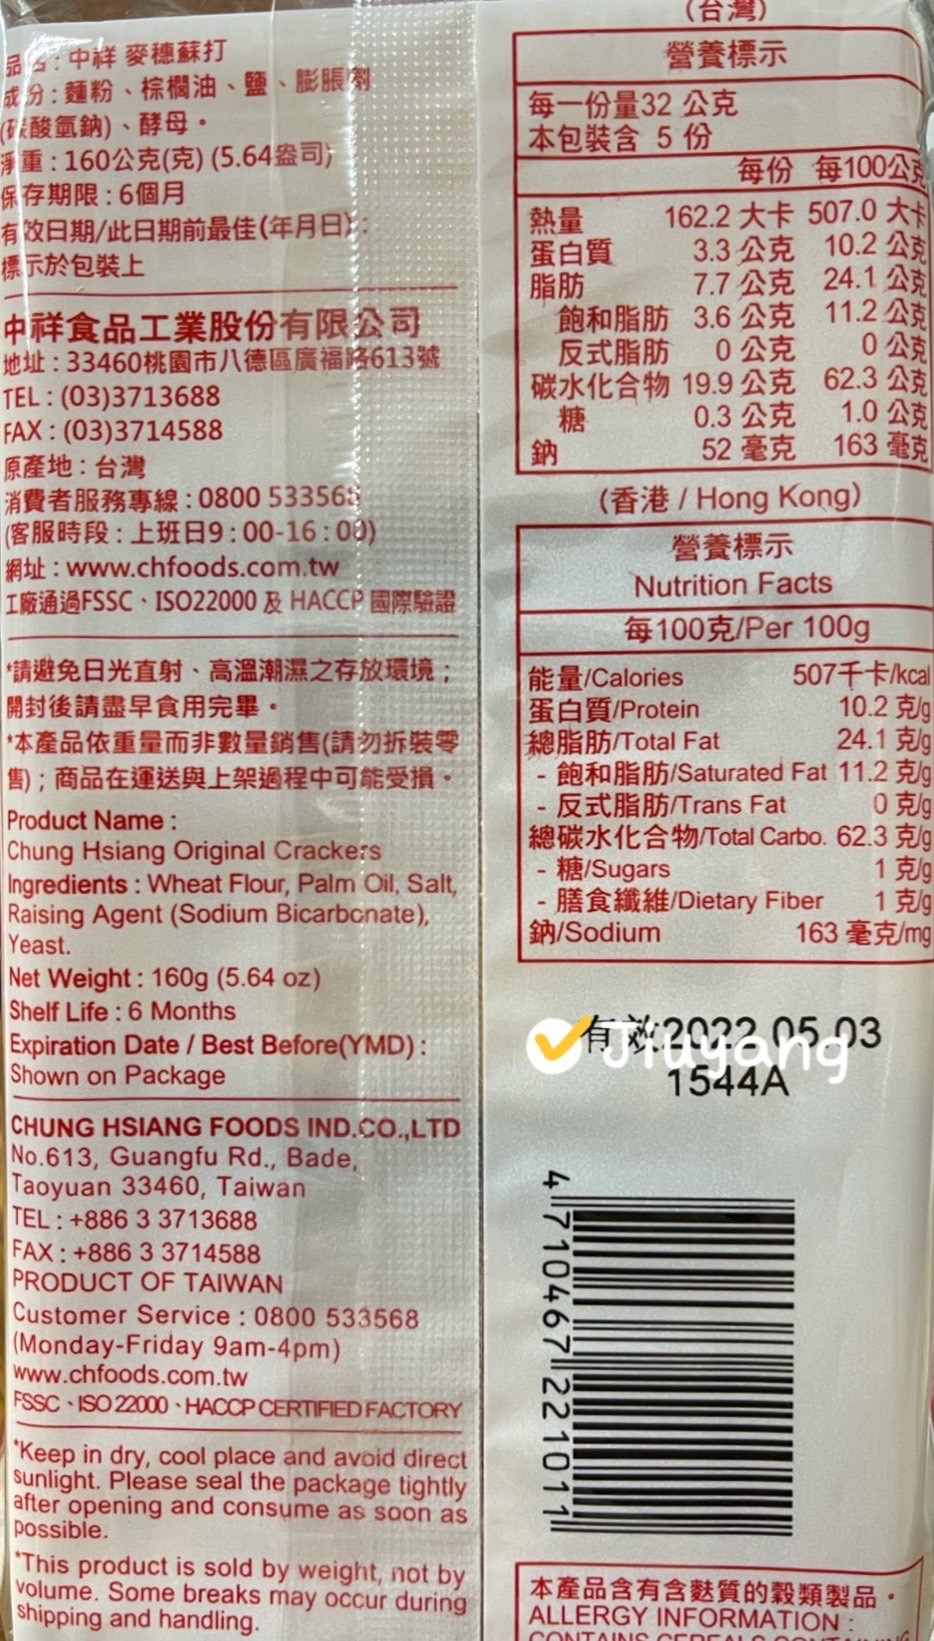 品名：中祥 麥穗蘇打
成分：麵粉、棕櫚油、鹽、膨脹劑
(碳酸氫鈉)、酵母。
淨重：160公克(克) (5.64盎司)
保存期限：6個月
有效日期/此日期前最佳(年月日)：
標示於包裝上
中祥食品工業股份有限公司
地址：33460桃園市八德區廣福路613號
TEL：(03)3713688
FAX：(03)3714588
原產地：台灣
消費者服務專線：0800 533568
(客服時段：上班日9：00-16：00)
網址：www.chfoods.com.tw
工廠通過FSSC、ISO22000 及 HACCP 國際驗證
*請避免日光直射、高溫潮濕之存放環境；
開封後請盡早食用完畢。
*本產品依重量而非數量銷售(請勿拆裝零
售)；商品在運送與上架過程中可能受損。
Product Name：
Chung Hsiang Original Crackers
Ingredients：Wheat Flour, Palm Oil, Salt,
Raising Agent (Sodium Bicarbonate),
Yeast.
Net Weight：160g (5.64 oz)
Shelf Life：6 Months
Expiration Date / Best Before(YMD)：
Shown on Package
CHUNG HSIANG FOODS IND.CO.,LTD
No.613, Guangfu Rd., Bade,
Taoyuan 33460, Taiwan
TEL：+886 3 3713688
FAX：+886 3 3714588
PRODUCT OF TAIWAN
Customer Service：0800 533568
(Monday-Friday 9am-4pm)
www.chfoods.com.tw
FSSC、ISO 22000、HACCP CERTIFIED FACTORY
*Keep in dry, cool place and avoid direct
sunlight. Please seal the package tightly
after opening and consume as soon as
possible.
*This product is sold by weight, not by
volume. Some breaks may occur during
shipping and handling.
(台灣)
營養標示
每一份量32 公克
本包裝含 5 份
每份 每100公克
熱量 162.2 大卡 507.0 大卡
蛋白質 3.3 公克 10.2 公克
脂肪 7.7 公克 24.1 公克
飽和脂肪 3.6 公克 11.2 公克
反式脂肪 0 公克 0 公克
碳水化合物 19.9 公克 62.3 公克
糖 0.3 公克 1.0 公克
鈉 52 毫克 163 毫克
(香港 / Hong Kong)
營養標示
Nutrition Facts
每100克/Per 100g
能量/Calories 507千卡/kcal
蛋白質/Protein 10.2 克/g
總脂肪/Total Fat 24.1 克/g
- 飽和脂肪/Saturated Fat 11.2 克/g
- 反式脂肪/Trans Fat 0 克/g
總碳水化合物/Total Carbo. 62.3 克/g
- 糖/Sugars 1 克/g
- 膳食纖維/Dietary Fiber 1 克/g
鈉/Sodium 163 毫克/mg
有效2022.05.03
Jiuyang
1544A
4 710467 221011
本產品含有含麩質的穀類製品。
ALLERGY INFORMATION：